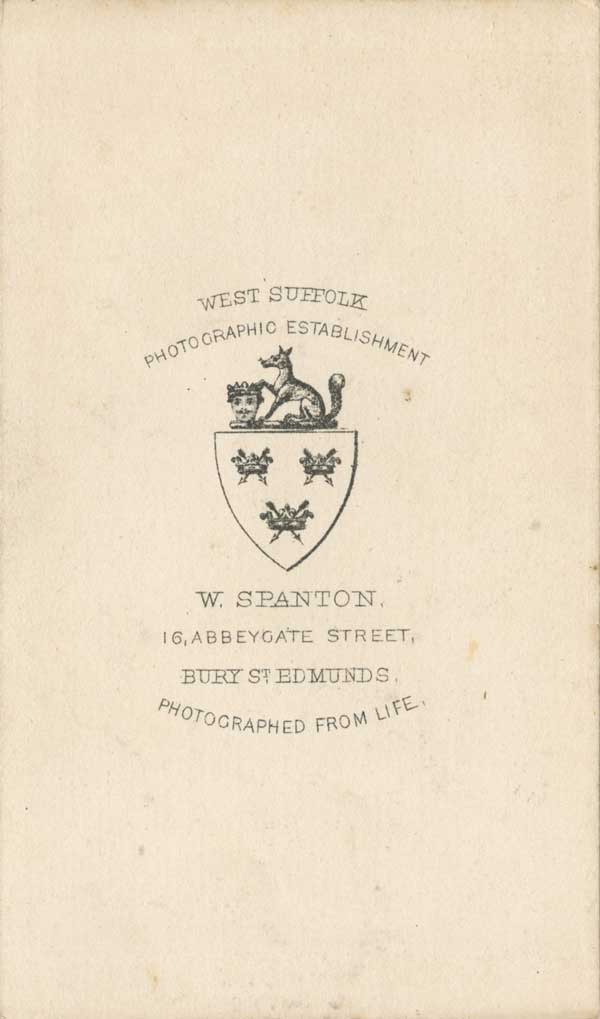 WEST SUFFOLK
PHOTOGRAPHIC ESTABLISHMENT
W. SPANTON,
16, ABBEYGATE STREET,
BURY ST EDMUNDS.
PHOTOGRAPHED FROM LIFE.